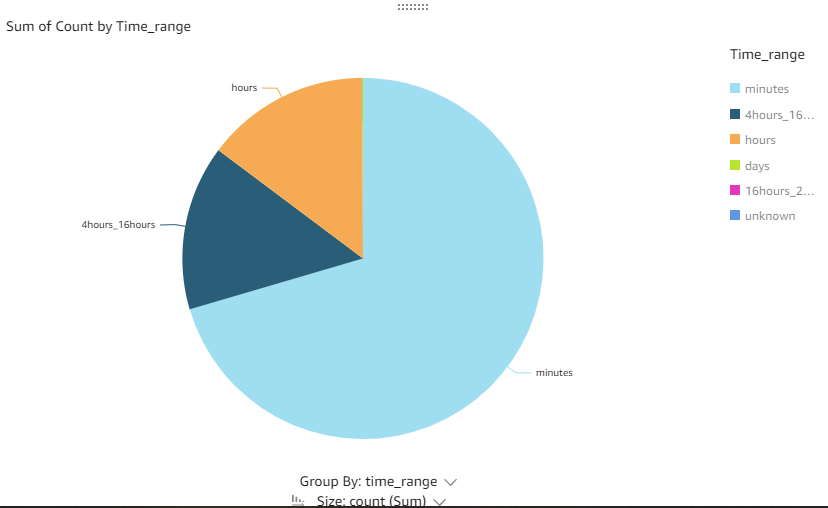 Sum of Count by Time_range
Time_range
minutes
4hours_16...
hours
days
16hours_2...
unknown
hours
4hours_16hours
minutes
Group By: time_range
Size: count (Sum)